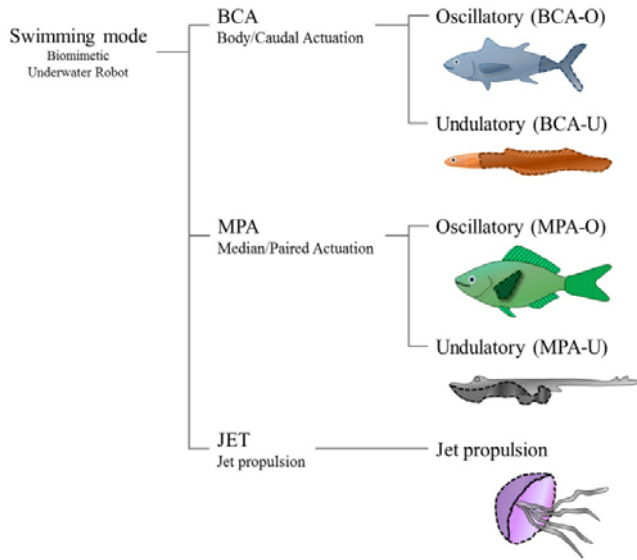 Swimming mode
Biomimetic
Underwater Robot
BCA
Body/Caudal Actuation
Oscillatory (BCA-O)
Undulatory (BCA-U)
MPA
Median/Paired Actuation
Oscillatory (MPA-O)
Undulatory (MPA-U)
JET
Jet propulsion
Jet propulsion